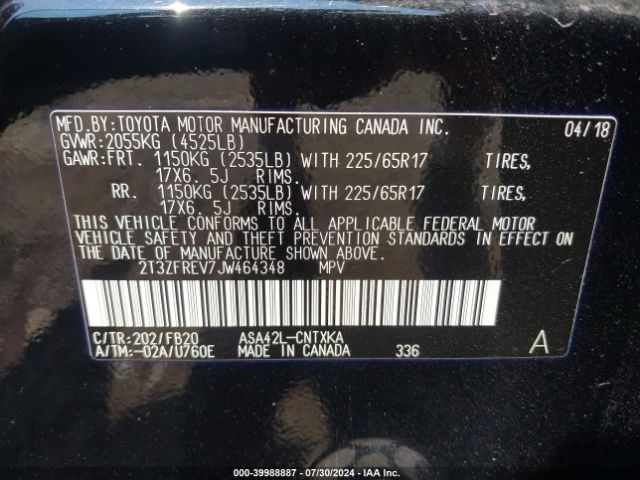 MFD.BY:TOYOTA MOTOR MANUFACTURING CANADA INC. 04/18
GVWR:2055KG (4525LB)
GAWR:FRT. 1150KG (2535LB) WITH 225/65R17 TIRES,
17X6.5J RIMS.
RR. 1150KG (2535LB) WITH 225/65R17 TIRES,
17X6.5J RIMS.
THIS VEHICLE CONFORMS TO ALL APPLICABLE FEDERAL MOTOR
VEHICLE SAFETY AND THEFT PREVENTION STANDARDS IN EFFECT ON
THE DATE OF MANUFACTURE SHOWN ABOVE.
2T3ZFREV7JW464348 MPV
C/TR:202/FB20 ASA42L-CNTXKA
A/TM:-02A/U760E MADE IN CANADA 336 A
000-39988887 - 07/30/2024 - IAA Inc.